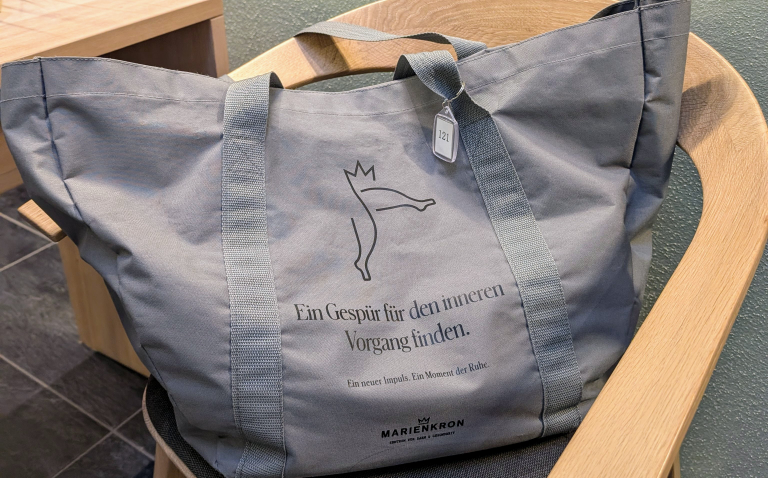 121
Ein Gespür für den inneren
Vorgang finden.
Ein neuer Impuls. Ein Moment der Ruhe.
MARIENKRON